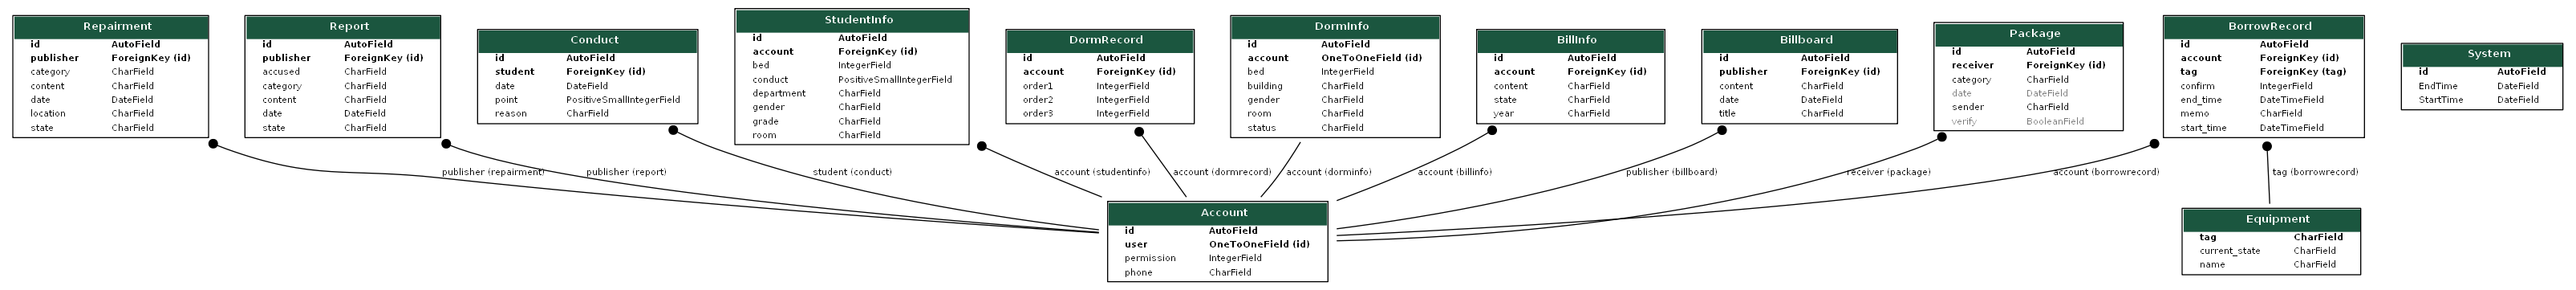 Repairment
id AutoField
publisher ForeignKey (id)
category CharField
content CharField
date DateField
location CharField
state CharField
Report
id AutoField
publisher ForeignKey (id)
accused CharField
category CharField
content CharField
date DateField
state CharField
Conduct
id AutoField
student ForeignKey (id)
date DateField
point PositiveSmallIntegerField
reason CharField
StudentInfo
id AutoField
account ForeignKey (id)
bed IntegerField
conduct PositiveSmallIntegerField
department CharField
gender CharField
grade CharField
room CharField
DormRecord
id AutoField
account ForeignKey (id)
order1 IntegerField
order2 IntegerField
order3 IntegerField
DormInfo
id AutoField
account OneToOneField (id)
bed IntegerField
building CharField
gender CharField
room CharField
status CharField
BillInfo
id AutoField
account ForeignKey (id)
content CharField
state CharField
year CharField
Billboard
id AutoField
publisher ForeignKey (id)
content CharField
date DateField
title CharField
Package
id AutoField
receiver ForeignKey (id)
category CharField
date DateField
sender CharField
verify BooleanField
BorrowRecord
id AutoField
account ForeignKey (id)
tag ForeignKey (tag)
confirm IntegerField
end_time DateTimeField
memo CharField
start_time DateTimeField
System
id AutoField
EndTime DateField
StartTime DateField
publisher (repairment)
publisher (report)
student (conduct)
account (studentinfo)
account (dormrecord)
account (dorminfo)
account (billinfo)
publisher (billboard)
receiver (package)
account (borrowrecord)
tag (borrowrecord)
Account
id AutoField
user OneToOneField (id)
permission IntegerField
phone CharField
Equipment
tag CharField
current_state CharField
name CharField